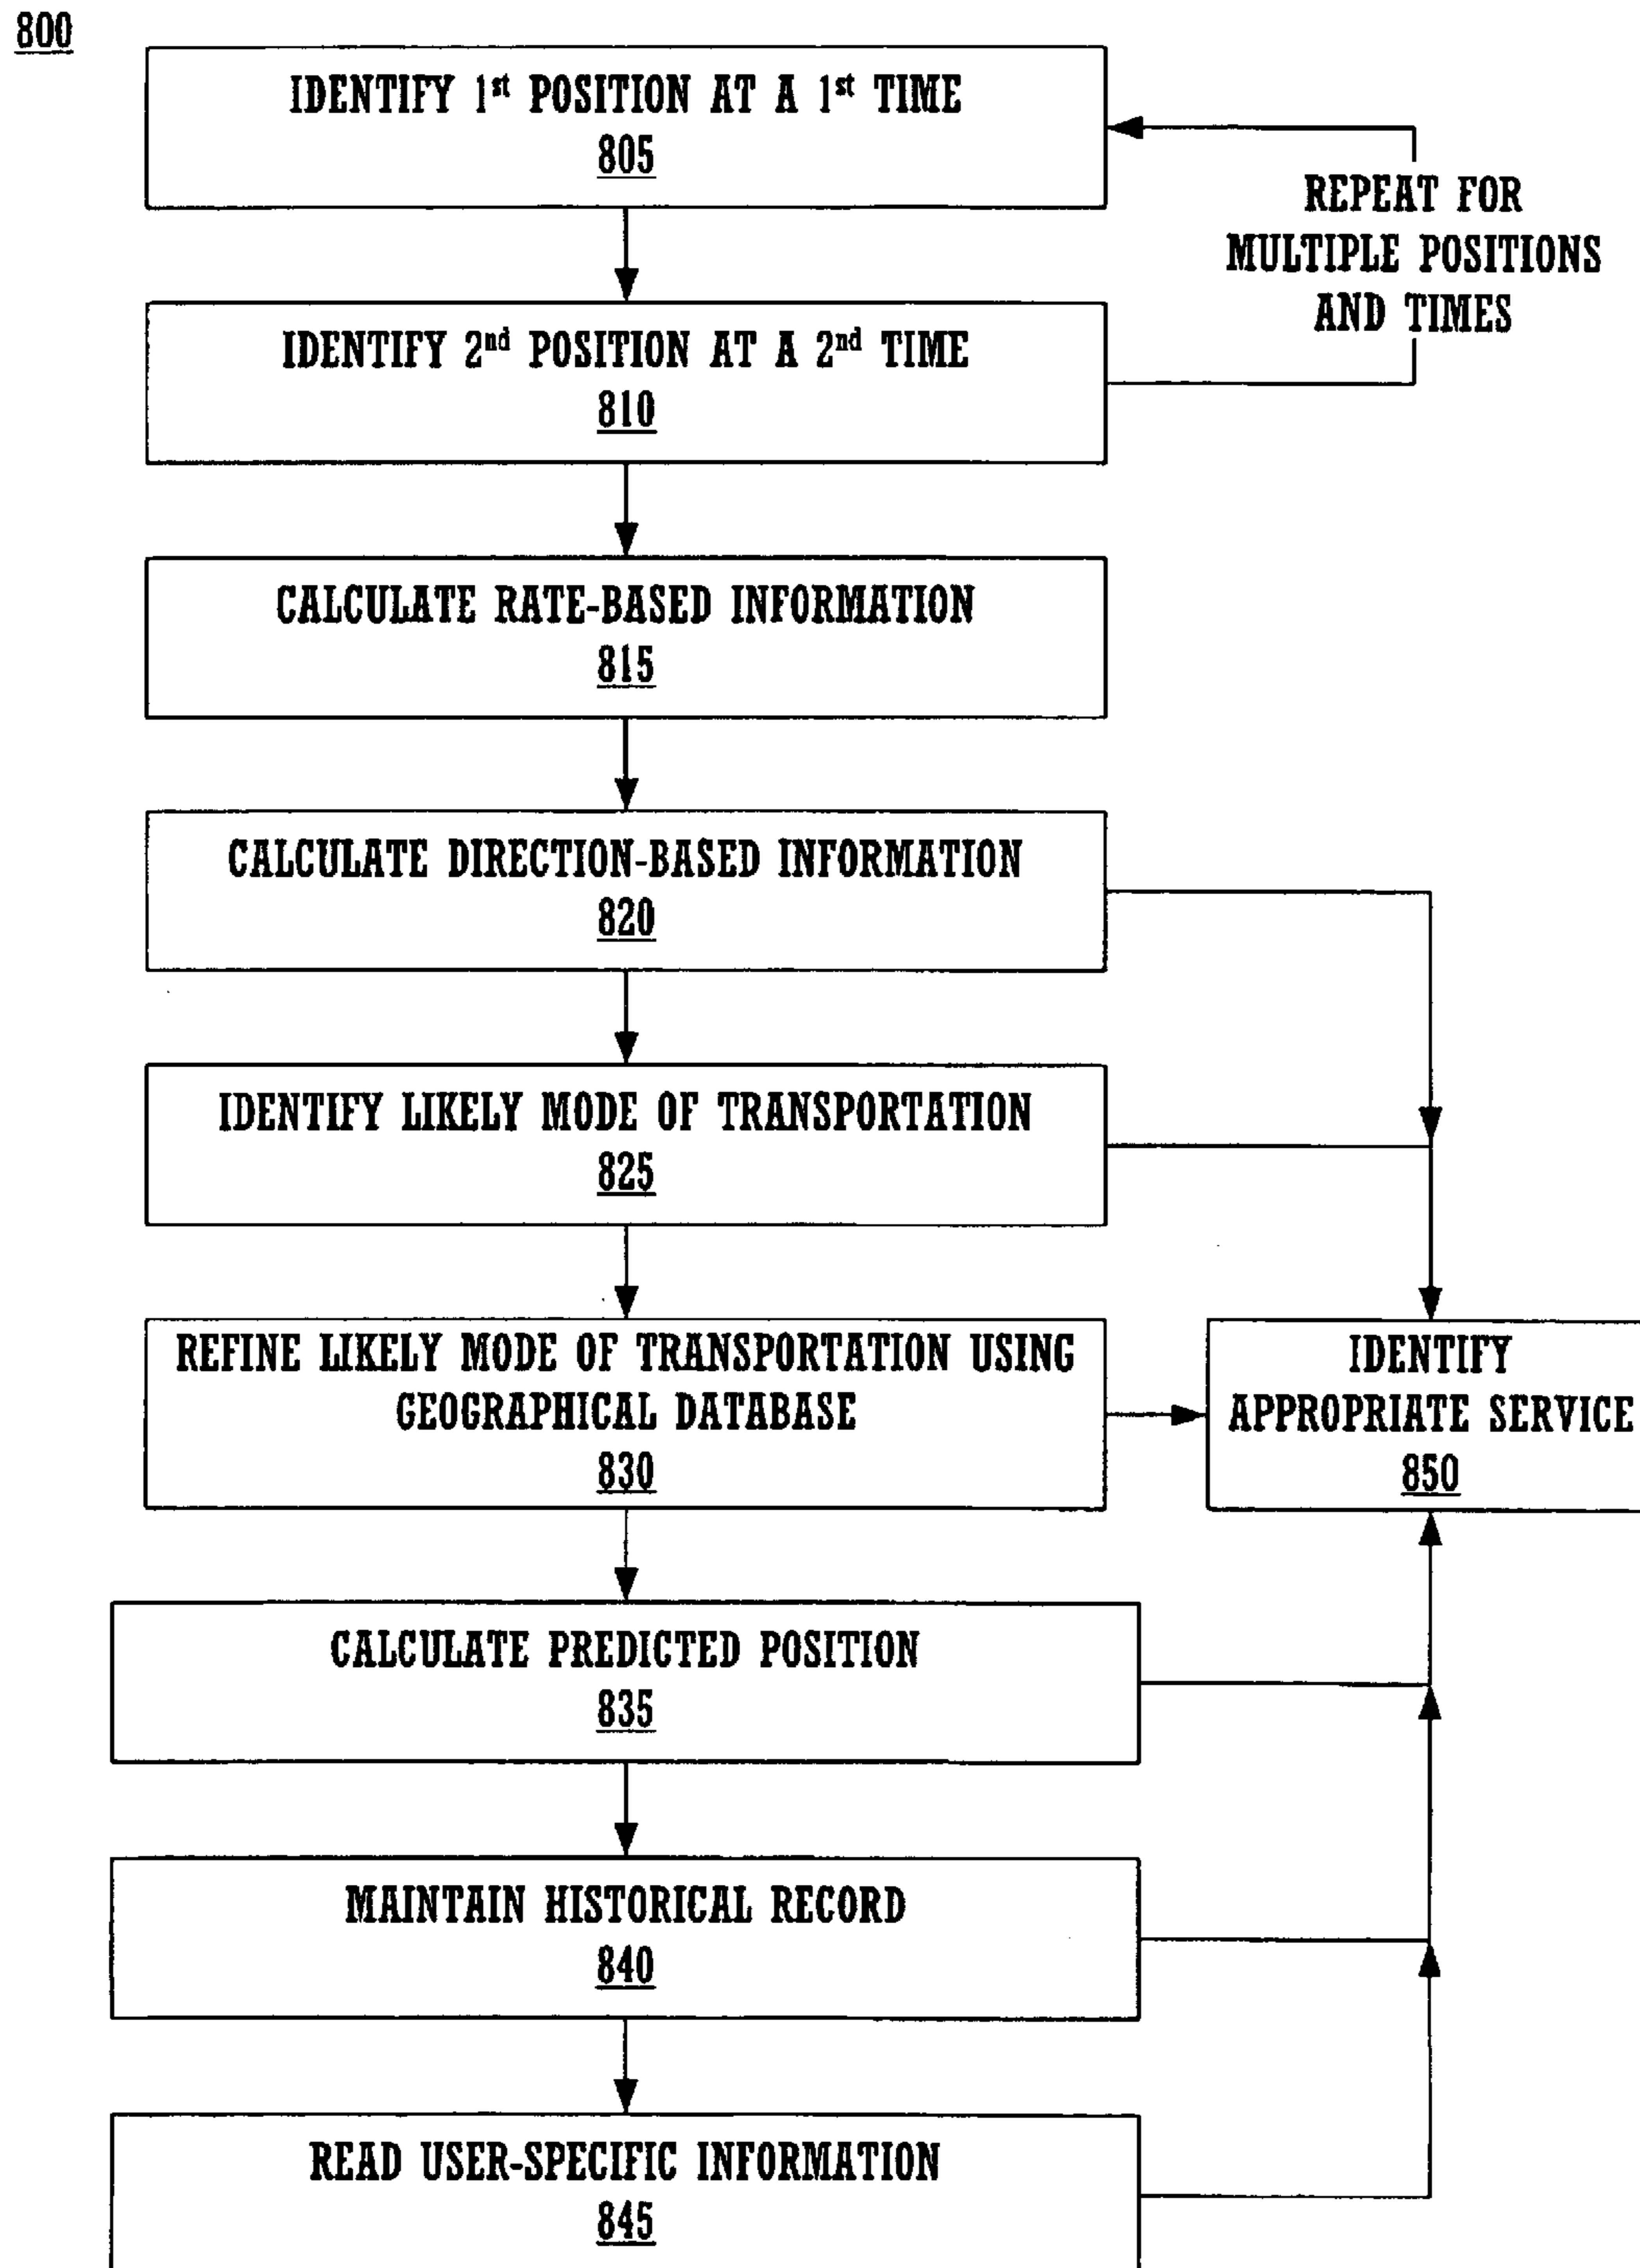 800
IDENTIFY 1st POSITION AT A 1st TIME
805
REPEAT FOR
MULTIPLE POSITIONS
AND TIMES
IDENTIFY 2nd POSITION AT A 2nd TIME
810
CALCULATE RATE-BASED INFORMATION
815
CALCULATE DIRECTION-BASED INFORMATION
820
IDENTIFY LIKELY MODE OF TRANSPORTATION
825
REFINE LIKELY MODE OF TRANSPORTATION USING
GEOGRAPHICAL DATABASE
830
IDENTIFY
APPROPRIATE SERVICE
850
CALCULATE PREDICTED POSITION
835
MAINTAIN HISTORICAL RECORD
840
READ USER-SPECIFIC INFORMATION
845